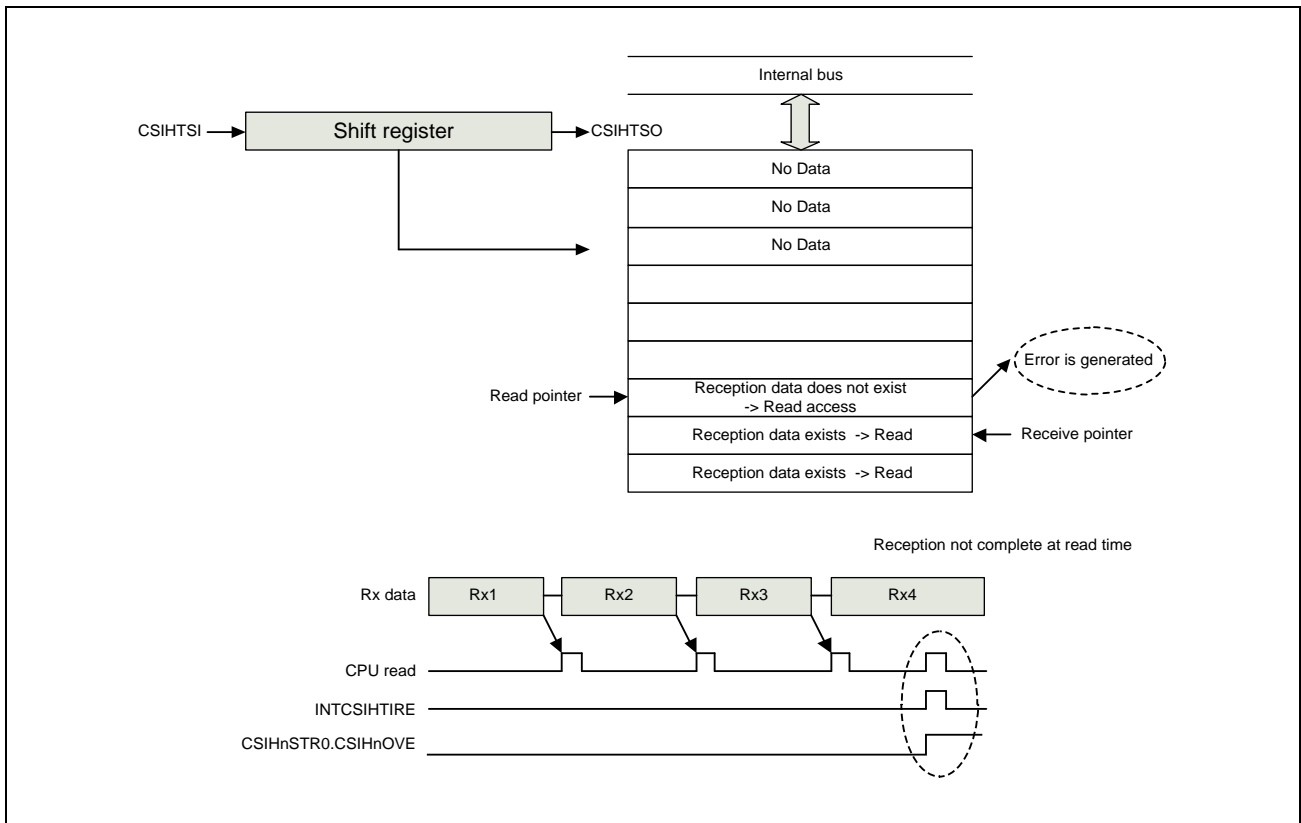 Internal bus
CSIHTSI
Shift register
CSIHTSO
No Data
No Data
No Data
Error is generated
Read pointer
Reception data does not exist
-> Read access
Reception data exists -> Read
Receive pointer
Reception data exists -> Read
Reception not complete at read time
Rx data
Rx1
Rx2
Rx3
Rx4
CPU read
INTCSIHTIRE
CSIHnSTR0.CSIHnOVE